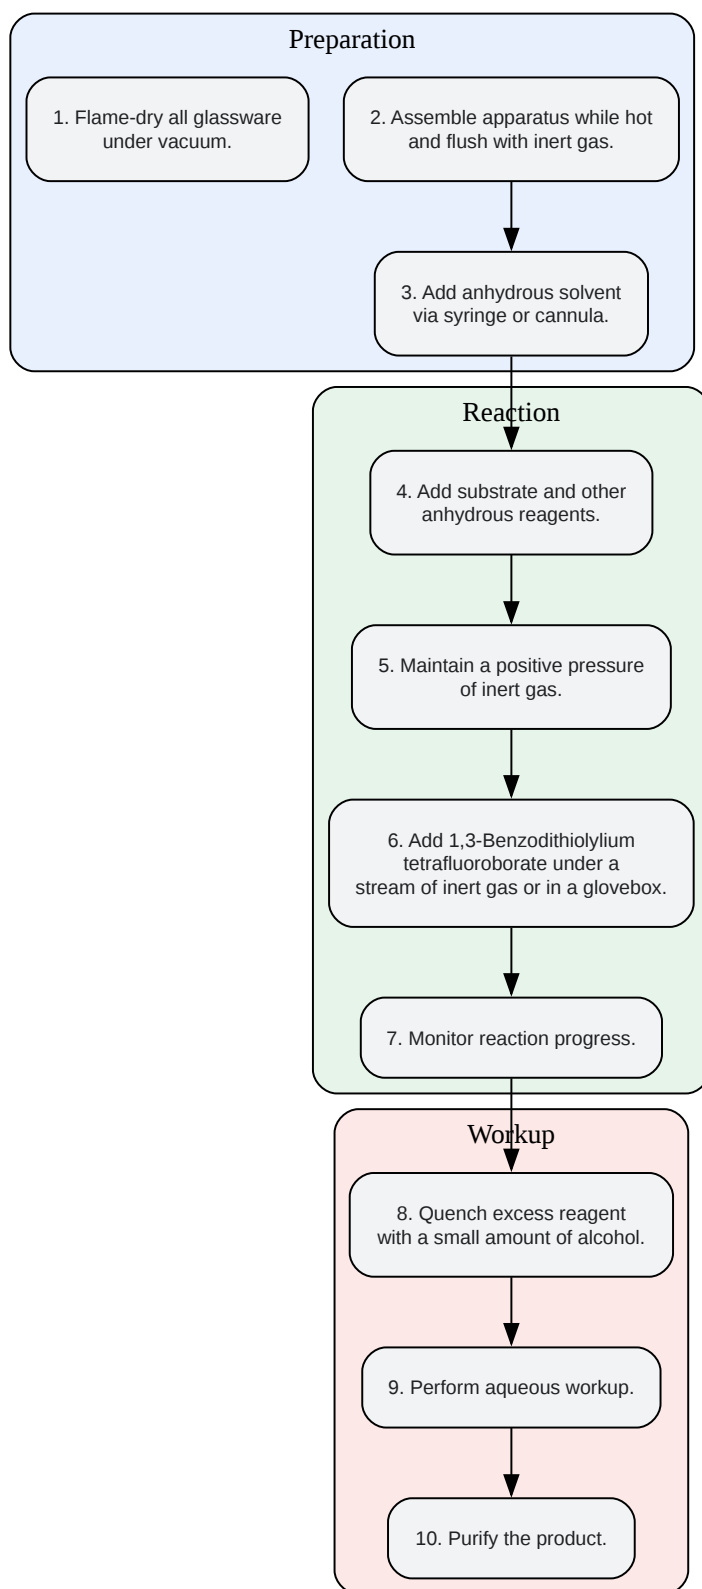 Preparation
1. Flame-dry all glassware
under vacuum.
2. Assemble apparatus while hot
and flush with inert gas.
3. Add anhydrous solvent
via syringe or cannula.
Reaction
4. Add substrate and other
anhydrous reagents.
5. Maintain a positive pressure
of inert gas.
6. Add 1,3-Benzodithiolylium
tetrafluoroborate under a
stream of inert gas or in a glovebox.
7. Monitor reaction progress.
Workup
8. Quench excess reagent
with a small amount of alcohol.
9. Perform aqueous workup.
10. Purify the product.